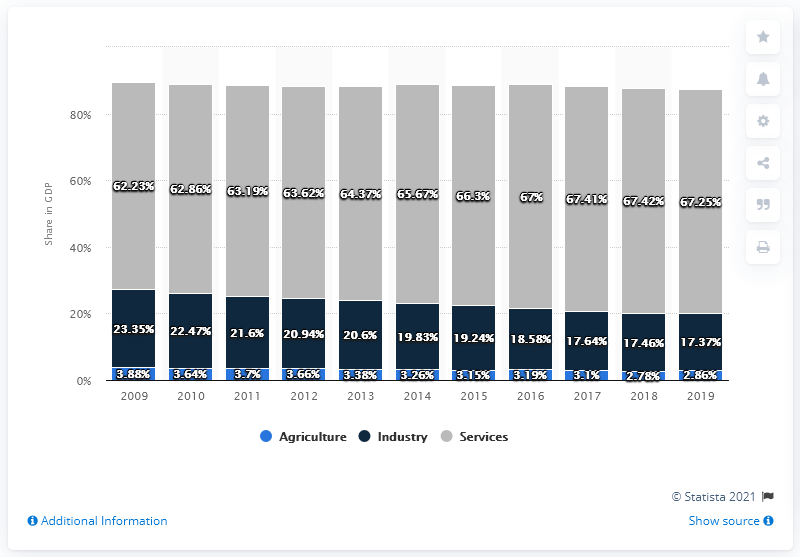 Share in GDP
80%
60%
40%
20%
0%
62.23% 62.86% 63.19% 63.62% 64.37% 65.67% 66.3% 67% 67.41% 67.42% 67.25%
23.35% 22.47% 21.6% 20.94% 20.6% 19.83% 19.24% 18.58% 17.64% 17.46% 17.37%
3.88% 3.64% 3.7% 3.66% 3.38% 3.26% 3.15% 3.19% 3.1% 2.78% 2.86%
2009 2010 2011 2012 2013 2014 2015 2016 2017 2018 2019
Agriculture Industry Services
© Statista 2021
Additional Information Show source